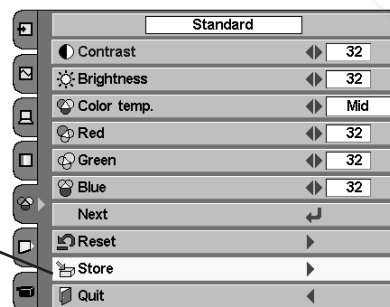 Standard
Contrast 32
Brightness 32
Color temp. Mid
Red 32
Green 32
Blue 32
Next
Reset
Store
Quit